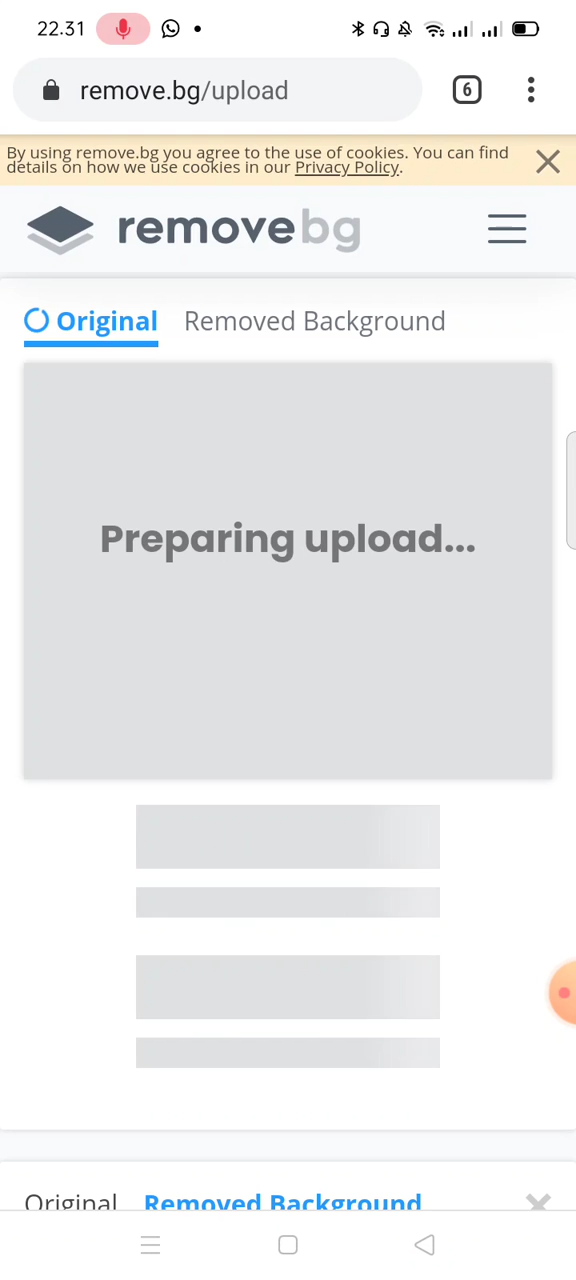 22.31
remove.bg/upload
6
By using remove.bg you agree to the use of cookies. You can find
details on how we use cookies in our Privacy Policy.
removebg
Original Removed Background
Preparing upload...
Original Removed Background